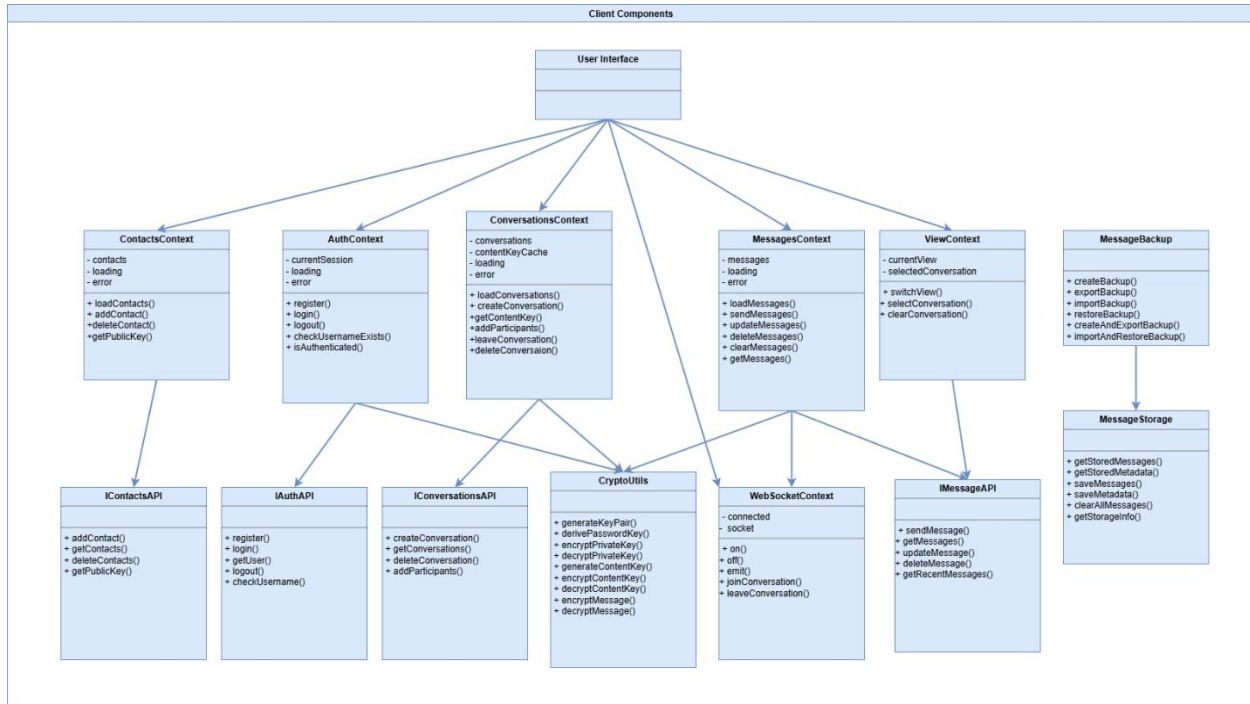 Client Components
User Interface
ContactsContext
- contacts
- loading
- error
+ loadContacts()
+ addContact()
+deleteContact()
+getPublicKey()
AuthContext
- currentSession
- loading
- error
+ register()
+ login()
+ logout()
+ checkUsernameExists()
+ isAuthenticated()
ConversationsContext
- conversations
- contentKeyCache
- loading
- error
+ loadConversations()
+ createConversation()
+getContentKey()
+addParticipants()
+leaveConversation()
+deleteConversaion()
MessagesContext
- messages
- loading
- error
+ loadMessages()
+ sendMessages()
+ updateMessages()
+ deleteMessages()
+ clearMessages()
+ getMessages()
ViewContext
- currentView
- selectedConversation
+ switchView()
+ selectConversation()
+ clearConversation()
MessageBackup
+ createBackup()
+ exportBackup()
+ importBackup()
+ restoreBackup()
+ createAndExportBackup()
+ importAndRestoreBackup()
IContactsAPI
+ addContact()
+ getContacts()
+ deleteContacts()
+ getPublicKey()
IAuthAPI
+ register()
+ login()
+ getUser()
+ logout()
+ checkUsername()
IConversationsAPI
+ createConversation()
+ getConversations()
+ deleteConversation()
+ addParticipants()
CryptoUtils
+ generateKeyPair()
+ derivePasswordKey()
+ encryptPrivateKey()
+ decryptPrivateKey()
+ generateContentKey()
+ encryptContentKey()
+ decryptContentKey()
+ encryptMessage()
+ decryptMessage()
WebSocketContext
- connected
- socket
+ on()
+ off()
+ emit()
+ joinConversation()
+ leaveConversation()
IMessageAPI
+ sendMessage()
+ getMessages()
+ updateMessage()
+ deleteMessage()
+ getRecentMessages()
MessageStorage
+ getStoredMessages()
+ getStoredMetadata()
+ saveMessages()
+ saveMetadata()
+ clearAllMessages()
+ getStorageInfo()